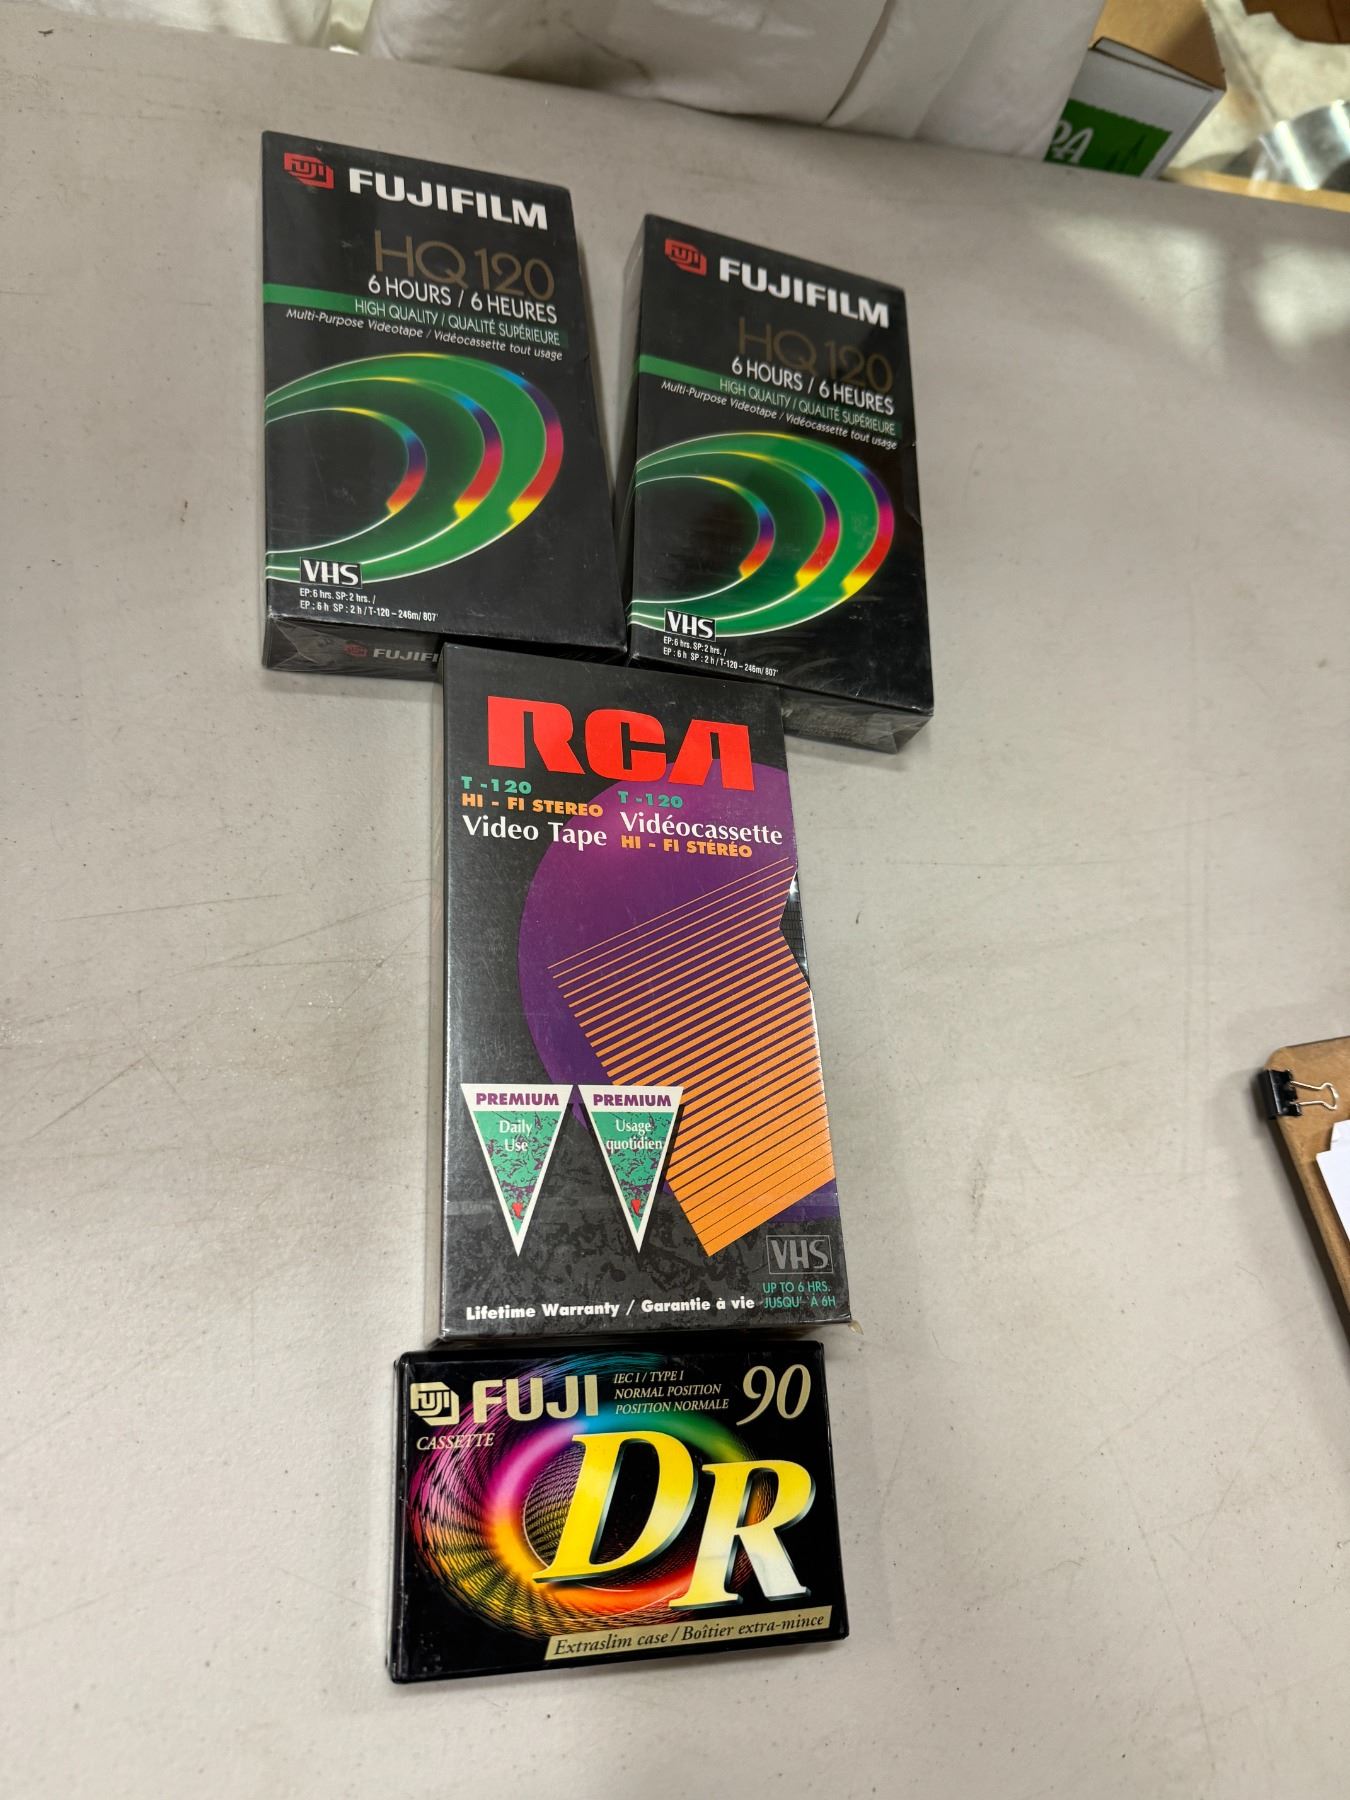 FUJI FUJIFILM
HQ 120
6 HOURS / 6 HEURES
HIGH QUALITY / QUALITÉ SUPÉRIEURE
Multi-Purpose Videotape / Vidéocassette tout usage
VHS
EP: 6 hrs. SP: 2 hrs. /
EP : 6 h SP : 2 h / T-120 – 246m/ 807'
FUJI FUJIFILM
HQ 120
6 HOURS / 6 HEURES
HIGH QUALITY / QUALITÉ SUPÉRIEURE
Multi-Purpose Videotape / Vidéocassette tout usage
VHS
EP: 6 hrs. SP: 2 hrs. /
EP : 6 h SP : 2 h / T-120 – 246m/ 807'
FUJIFI
RCA
T-120
HI - FI STEREO
Video Tape
T-120
Vidéocassette
HI - FI STÉRÉO
PREMIUM
Daily
Use
PREMIUM
Usage
quotidien
VHS
UP TO 6 HRS.
JUSQU' À 6H
Lifetime Warranty / Garantie à vie
FUJI FUJI
CASSETTE
IEC I / TYPE I
NORMAL POSITION
POSITION NORMALE
90
DR
Extraslim case / Boîtier extra-mince
PA